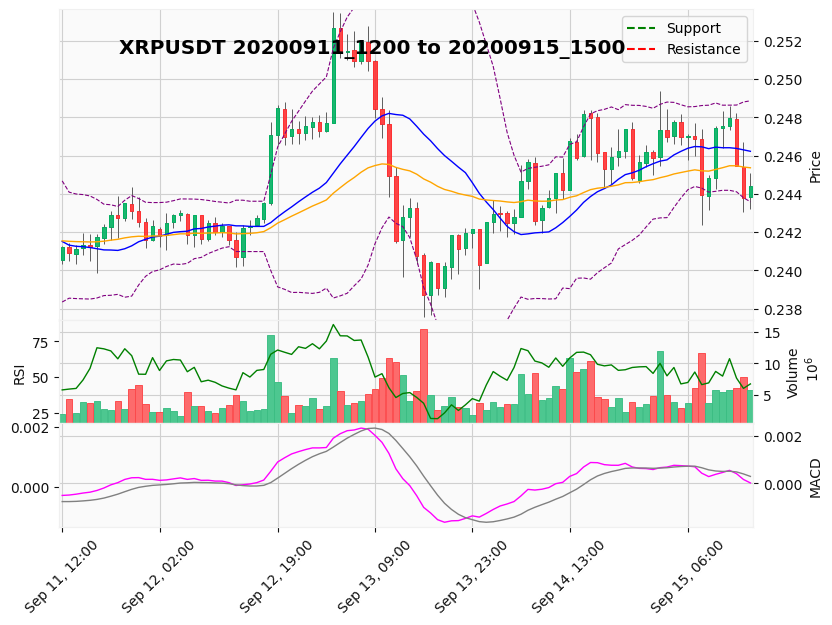 XRPUSDT 20200911_1200 to 20200915_1500
Support
Resistance
0.252
0.250
0.248
0.246
0.244
0.242
0.240
0.238
Price
75
50
25
RSI
15
10
5
Volume
10^6
0.002
0.000
0.002
0.000
MACD
Sep 11, 12:00
Sep 12, 02:00
Sep 12, 19:00
Sep 13, 09:00
Sep 13, 23:00
Sep 14, 13:00
Sep 15, 06:00